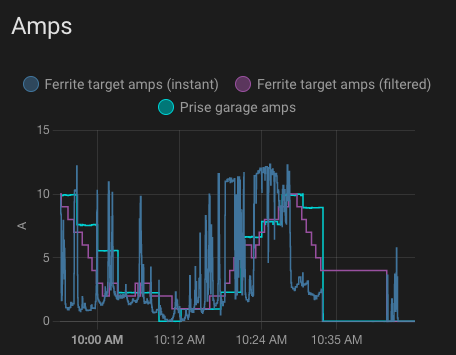 Amps
Ferrite target amps (instant) Ferrite target amps (filtered)
Prise garage amps
15
10
A
5
0
10:00 AM 10:12 AM 10:24 AM 10:35 AM